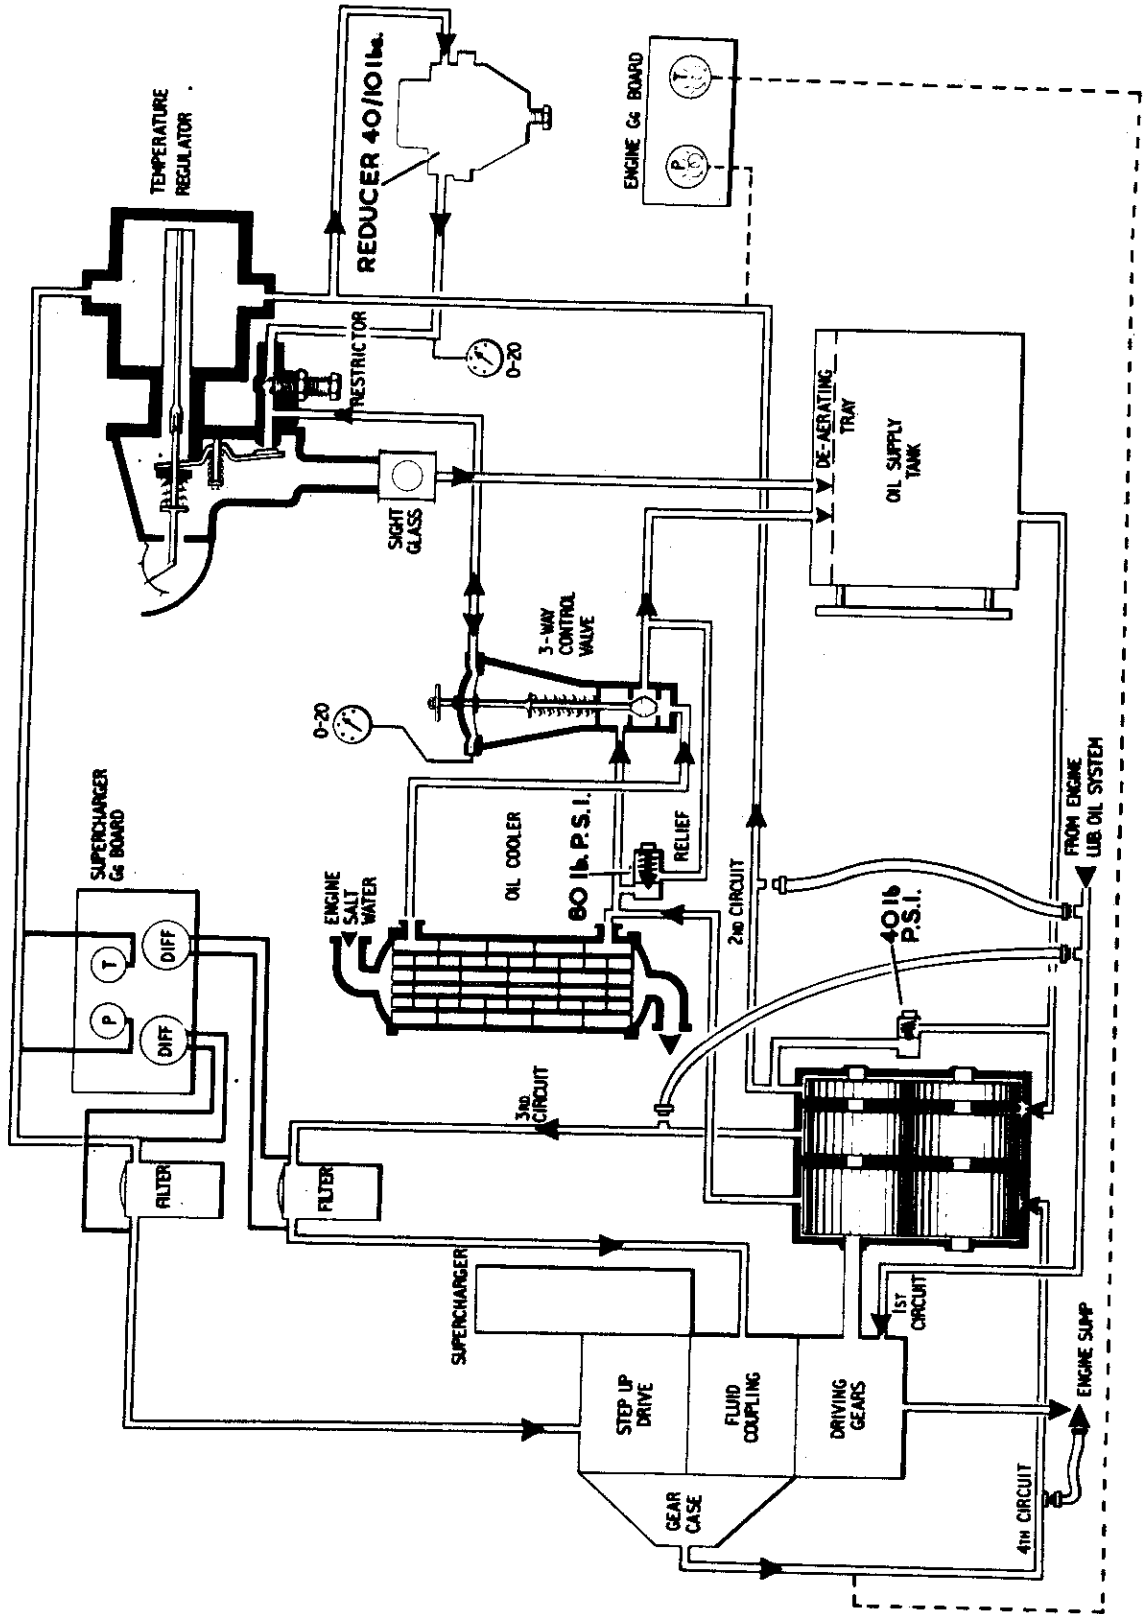 SUPERCHARGER
GG BOARD
P
T
DIFF
DIFF
FILTER
FILTER
TEMPERATURE
REGULATOR
REDUCER 40/10 lbs.
RESTRICTOR
0-20
SIGHT
GLASS
ENGINE GG BOARD
P
T
0-20
3-WAY
CONTROL
VALVE
ENGINE
SALT
WATER
OIL COOLER
80 lb. P.S.I.
RELIEF
DE-AERATING
TRAY
OIL SUPPLY
TANK
SUPERCHARGER
3RD
CIRCUIT
2ND CIRCUIT
40 lb
P.S.I.
FROM ENGINE
LUB. OIL SYSTEM
STEP UP
DRIVE
FLUID
COUPLING
DRIVING
GEARS
GEAR
CASE
1ST
CIRCUIT
4TH CIRCUIT
ENGINE SUMP